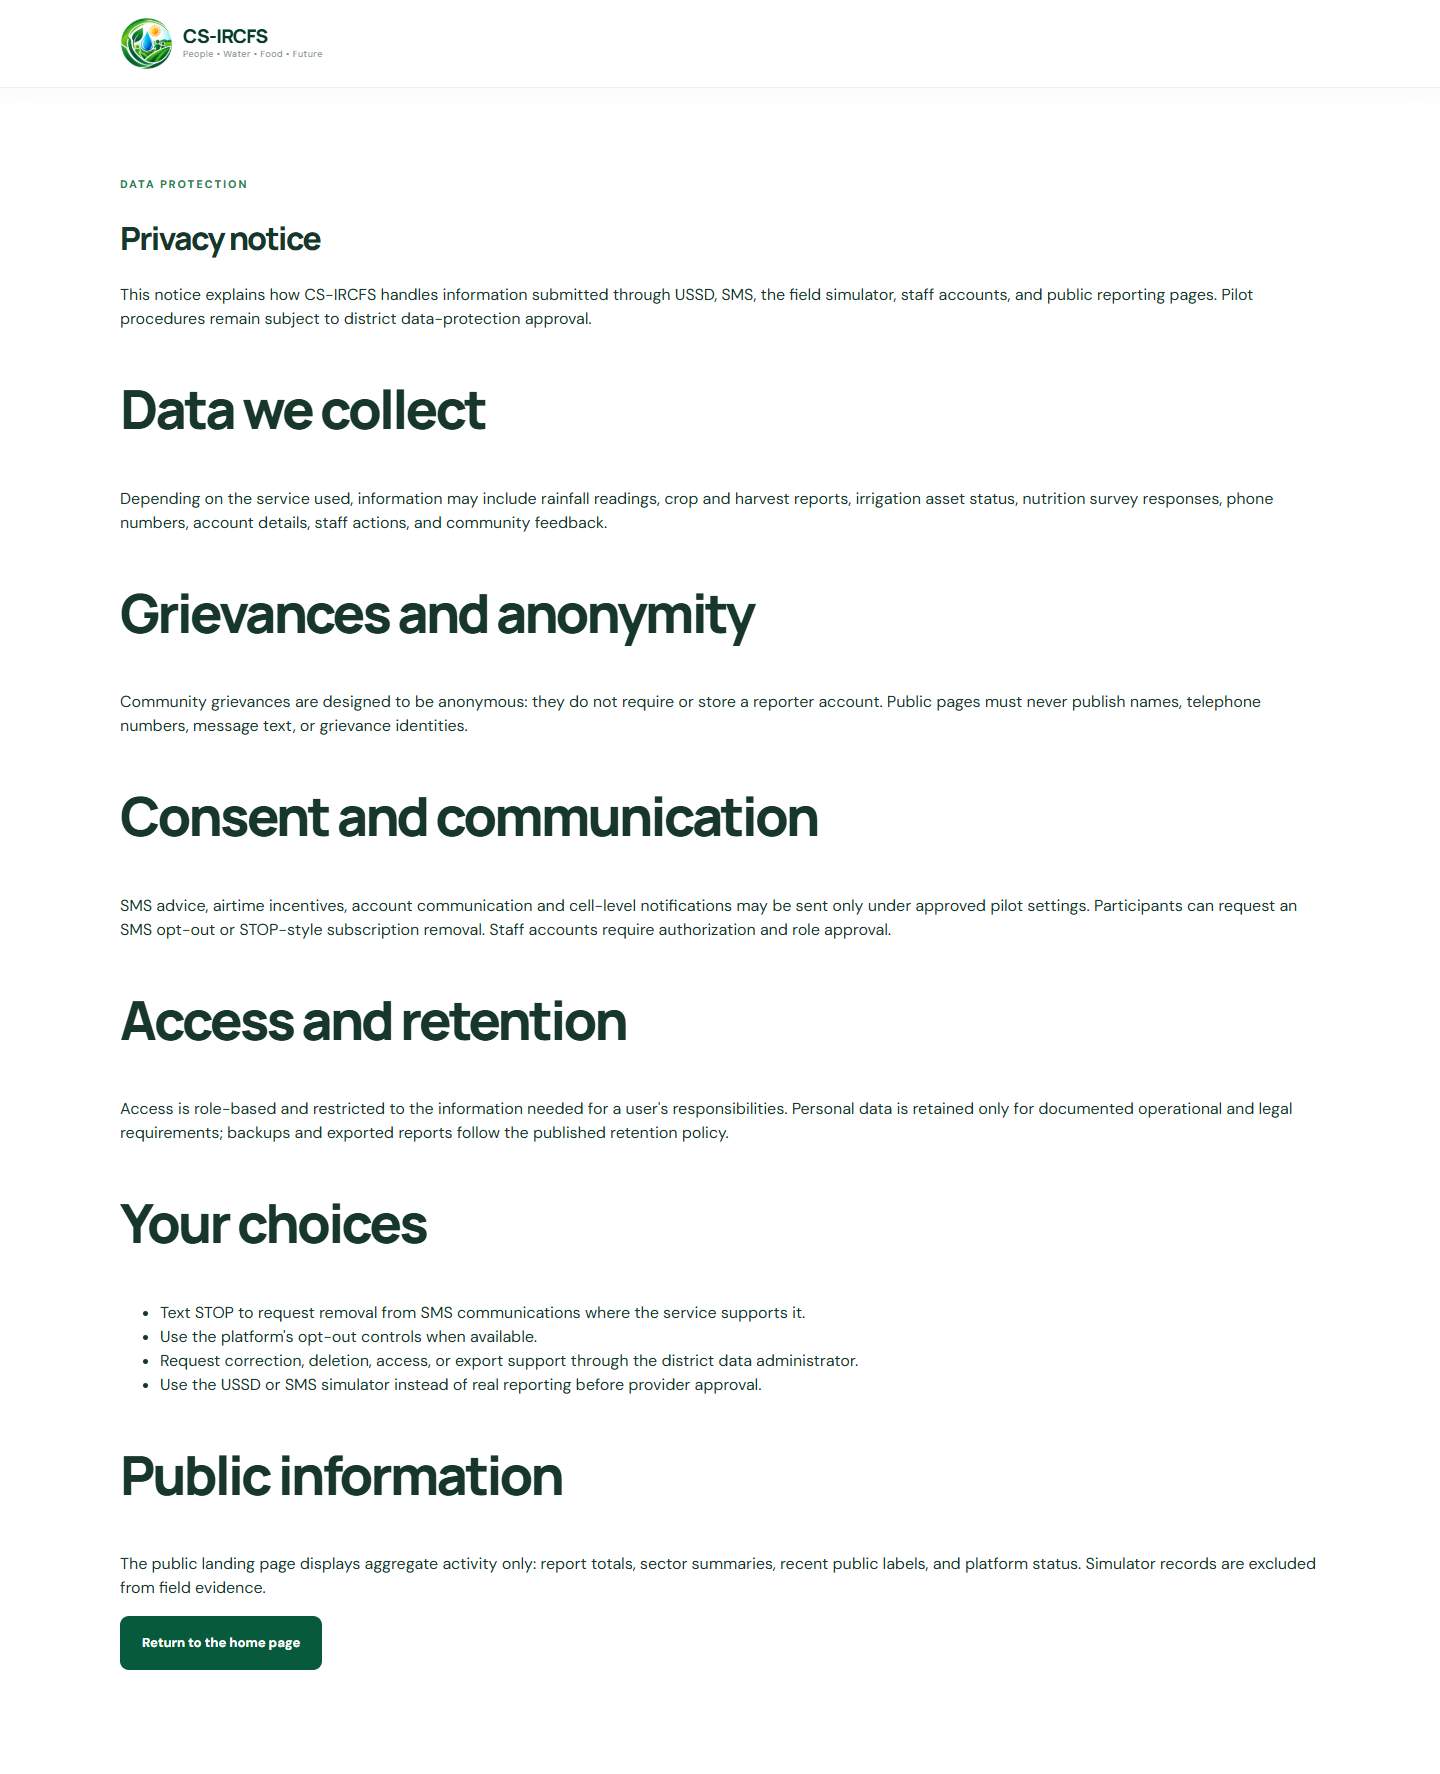 CS-IRCFS
People • Water • Food • Future
DATA PROTECTION
Privacy notice
This notice explains how CS-IRCFS handles information submitted through USSD, SMS, the field simulator, staff accounts, and public reporting pages. Pilot
procedures remain subject to district data-protection approval.
Data we collect
Depending on the service used, information may include rainfall readings, crop and harvest reports, irrigation asset status, nutrition survey responses, phone
numbers, account details, staff actions, and community feedback.
Grievances and anonymity
Community grievances are designed to be anonymous: they do not require or store a reporter account. Public pages must never publish names, telephone
numbers, message text, or grievance identities.
Consent and communication
SMS advice, airtime incentives, account communication and cell-level notifications may be sent only under approved pilot settings. Participants can request an
SMS opt-out or STOP-style subscription removal. Staff accounts require authorization and role approval.
Access and retention
Access is role-based and restricted to the information needed for a user's responsibilities. Personal data is retained only for documented operational and legal
requirements; backups and exported reports follow the published retention policy.
Your choices
• Text STOP to request removal from SMS communications where the service supports it.
• Use the platform's opt-out controls when available.
• Request correction, deletion, access, or export support through the district data administrator.
• Use the USSD or SMS simulator instead of real reporting before provider approval.
Public information
The public landing page displays aggregate activity only: report totals, sector summaries, recent public labels, and platform status. Simulator records are excluded
from field evidence.
Return to the home page